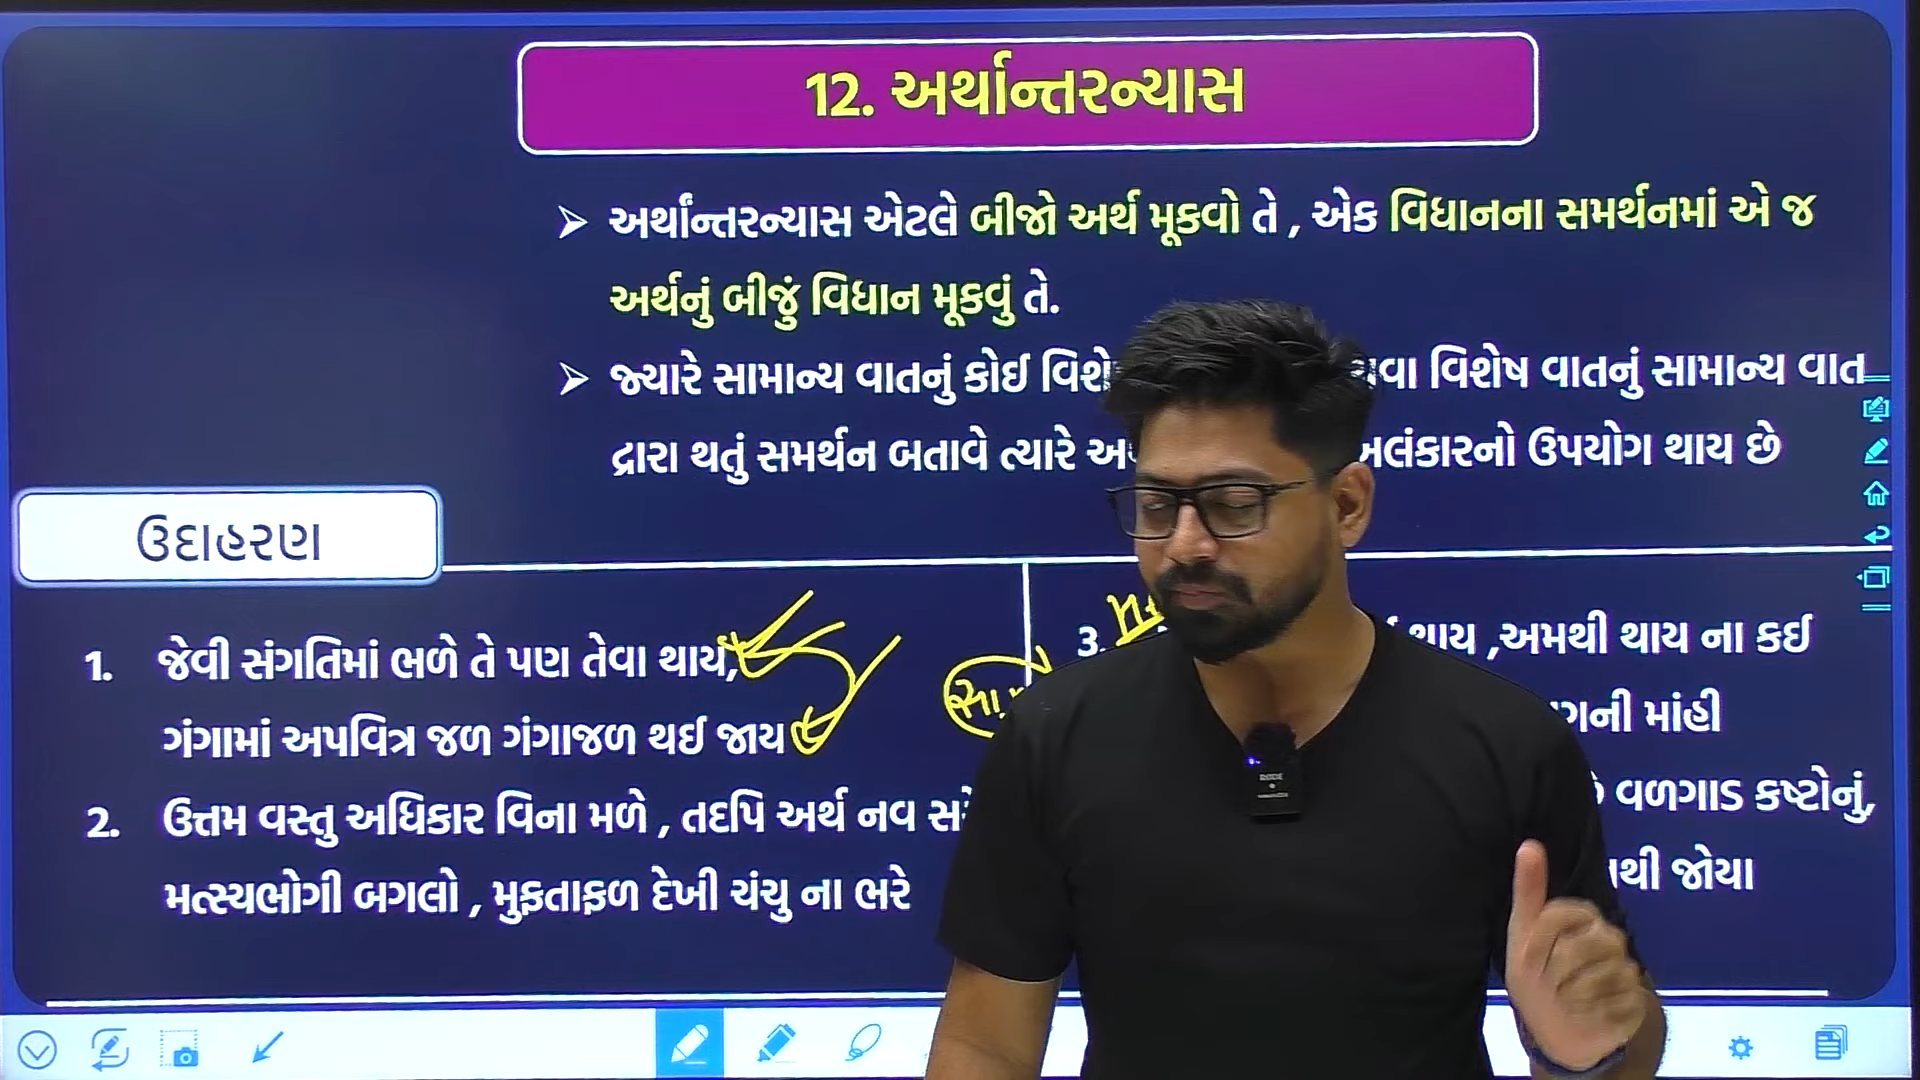 12. અર્થાન્તરન્યાસ
➤ અર્થાંન્તરન્યાસ એટલે બીજો અર્થ મૂકવો તે , એક વિધાનના સમર્થનમાં એ જ
અર્થનું બીજું વિધાન મૂકવું તે.
➤ જ્યારે સામાન્ય વાતનું કોઈ વિશેષ વાતનું સામાન્ય વાત
દ્રારા થતું સમર્થન બતાવે ત્યારે અલંકારનો ઉપયોગ થાય છે
ઉદાહરણ
1. જેવી સંગતિમાં ભળે તે પણ તેવા થાય,
ગંગામાં અપવિત્ર જળ ગંગાજળ થઈ જાય
2. ઉત્તમ વસ્તુ અધિકાર વિના મળે , તદપિ અર્થ નવ
મત્સ્યભોગી બગલો , મુફતાફળ દેખી ચંચુ ના ભરે
3. થાય ,અમથી થાય ના કઈ
માંહી
વળગાડ કષ્ટોનું,
જોયા
RODE